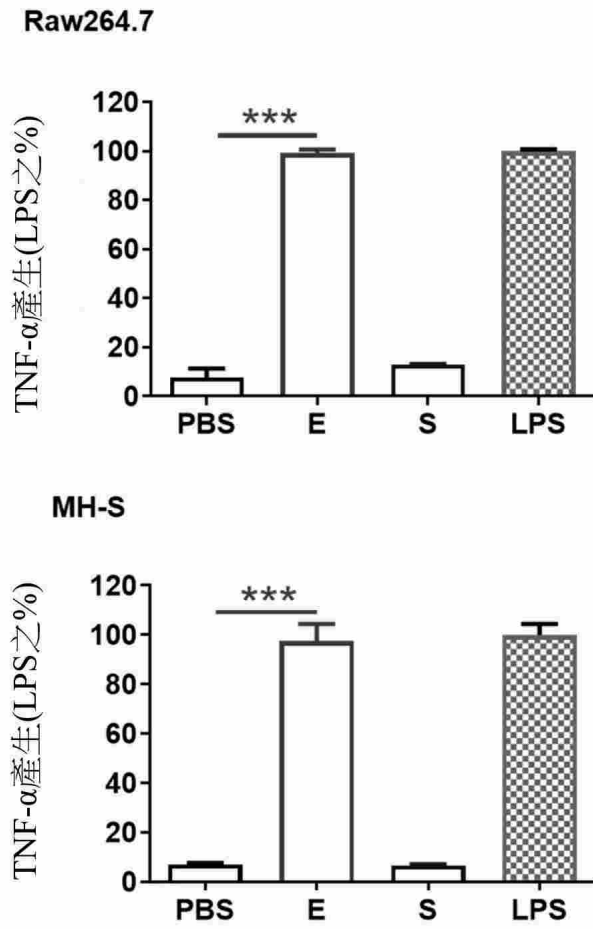 Raw264.7
TNF-α產生(LPS之%)
120
100
80
60
40
20
0
***
PBS E S LPS
MH-S
TNF-α產生(LPS之%)
120
100
80
60
40
20
0
***
PBS E S LPS